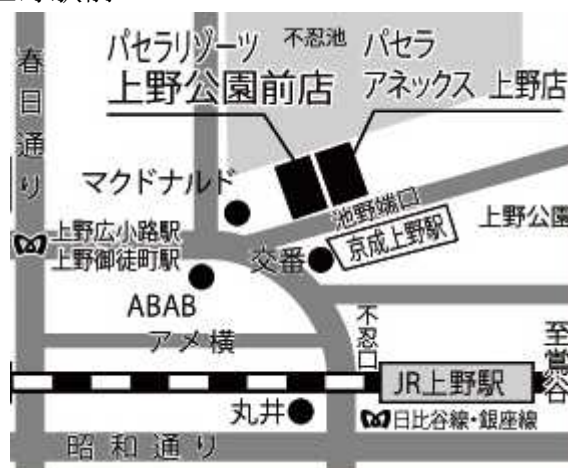 春日通り
パセラリゾーツ
上野公園前店
不忍池
パセラ
アネックス 上野店
マクドナルド
池野端口
京成上野駅
上野公園
上野広小路駅
上野御徒町駅
交番
ABAB
アメ横
不忍口
至鴬谷
JR上野駅
丸井
日比谷線・銀座線
昭和通り